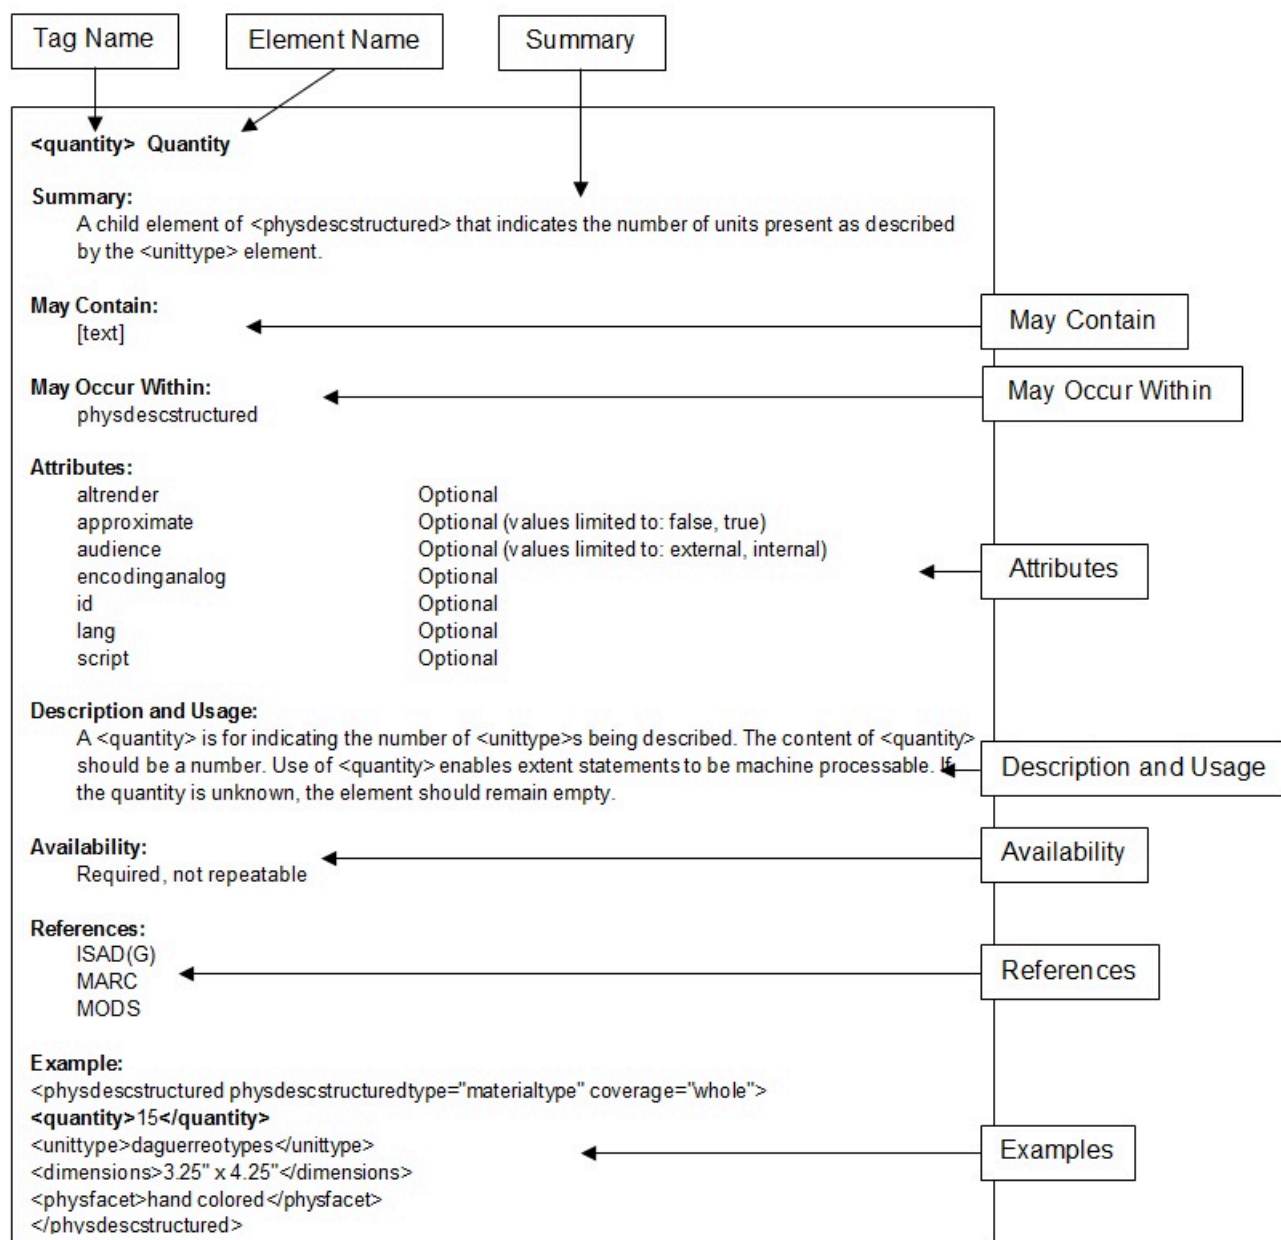 Tag Name
Element Name
Summary
<quantity> Quantity
Summary:
A child element of <physdescstructured> that indicates the number of units present as described
by the <unittype> element.
May Contain:
[text]
May Contain
May Occur Within:
physdescstructured
May Occur Within
Attributes:
altrender Optional
approximate Optional (values limited to: false, true)
audience Optional (values limited to: external, internal)
encodinganalog Optional
id Optional
lang Optional
script Optional
Attributes
Description and Usage:
A <quantity> is for indicating the number of <unittype>s being described. The content of <quantity>
should be a number. Use of <quantity> enables extent statements to be machine processable. If
the quantity is unknown, the element should remain empty.
Description and Usage
Availability:
Required, not repeatable
Availability
References:
ISAD(G)
MARC
MODS
References
Example:
<physdescstructured physdescstructuredtype="materialtype" coverage="whole">
<quantity>15</quantity>
<unittype>daguerreotypes</unittype>
<dimensions>3.25" x 4.25"</dimensions>
<physfacet>hand colored</physfacet>
</physdescstructured>
Examples